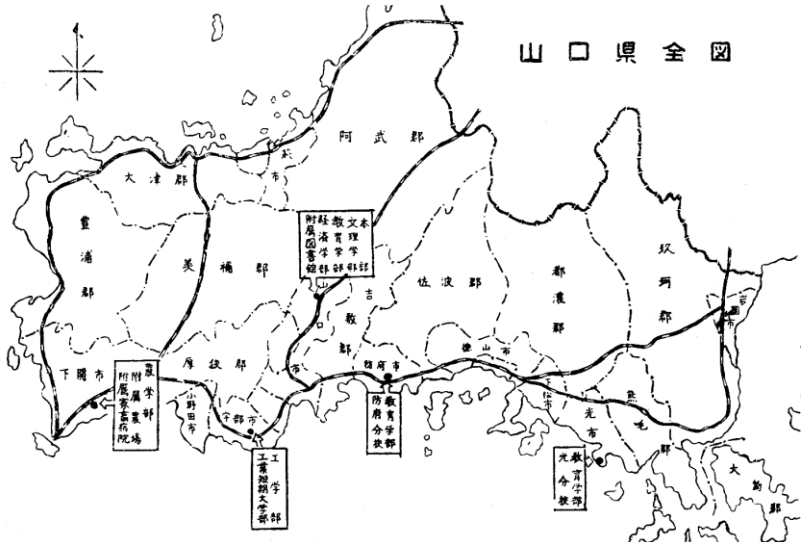 山口県全図
阿武郡
萩市
大津郡
豊浦郡
美祢郡
本部
文理学部
教育学部
経済学部
附属図書館
山口市
吉敷郡
佐波郡
都濃郡
玖珂郡
岩国市
厚狭郡
下関市
小野田市
宇部市
防府市
徳山市
下松市
光市
熊毛郡
大島郡
農学部
附属農場
附属家畜病院
工学部
工業短期大学部
教育学部
防府分校
教育学部
光分校